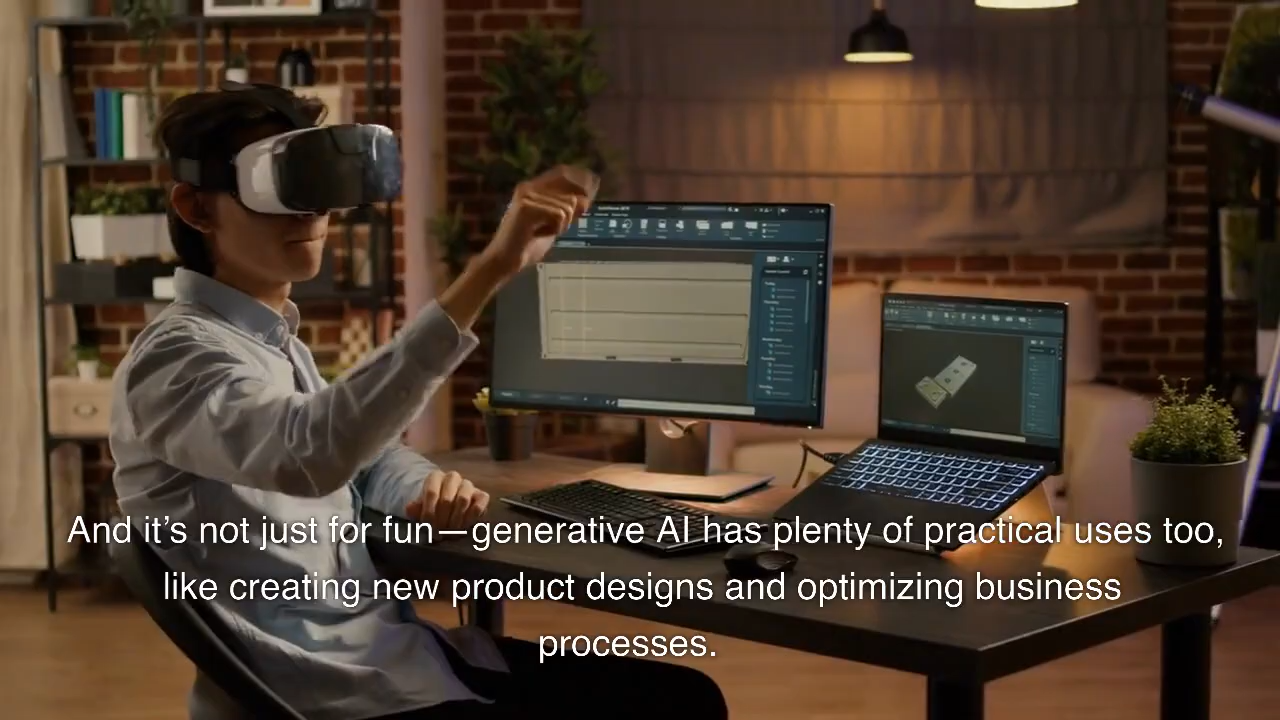 And it’s not just for fun—generative AI has plenty of practical uses too,
like creating new product designs and optimizing business
processes.